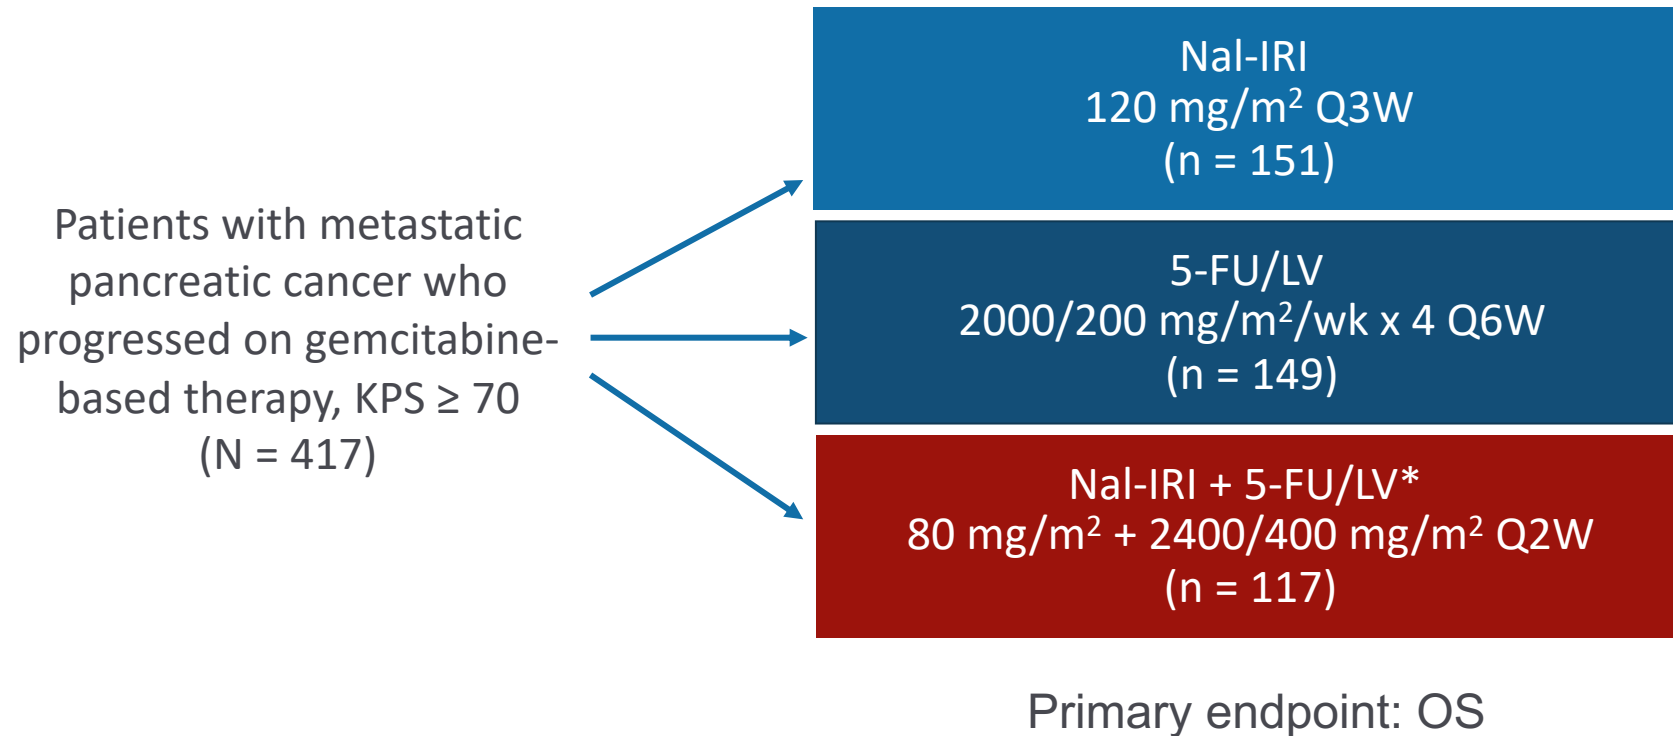 Patients with metastatic
pancreatic cancer who
progressed on gemcitabine-
based therapy, KPS ≥ 70
(N = 417)
Nal-IRI
120 mg/m² Q3W
(n = 151)
5-FU/LV
2000/200 mg/m²/wk x 4 Q6W
(n = 149)
Nal-IRI + 5-FU/LV*
80 mg/m² + 2400/400 mg/m² Q2W
(n = 117)
Primary endpoint: OS